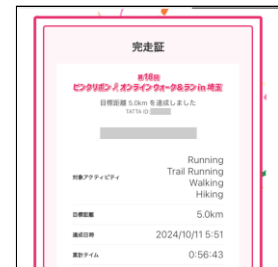 完走証
第18回
ピンクリボン オンラインウォーク&ラン in 埼玉
目標距離 5.0km を達成しました
TATTA ID:
対象アクティビティ
Running
Trail Running
Walking
Hiking
目標距離 5.0km
達成日時 2024/10/11 5:51
累計タイム 0:56:43